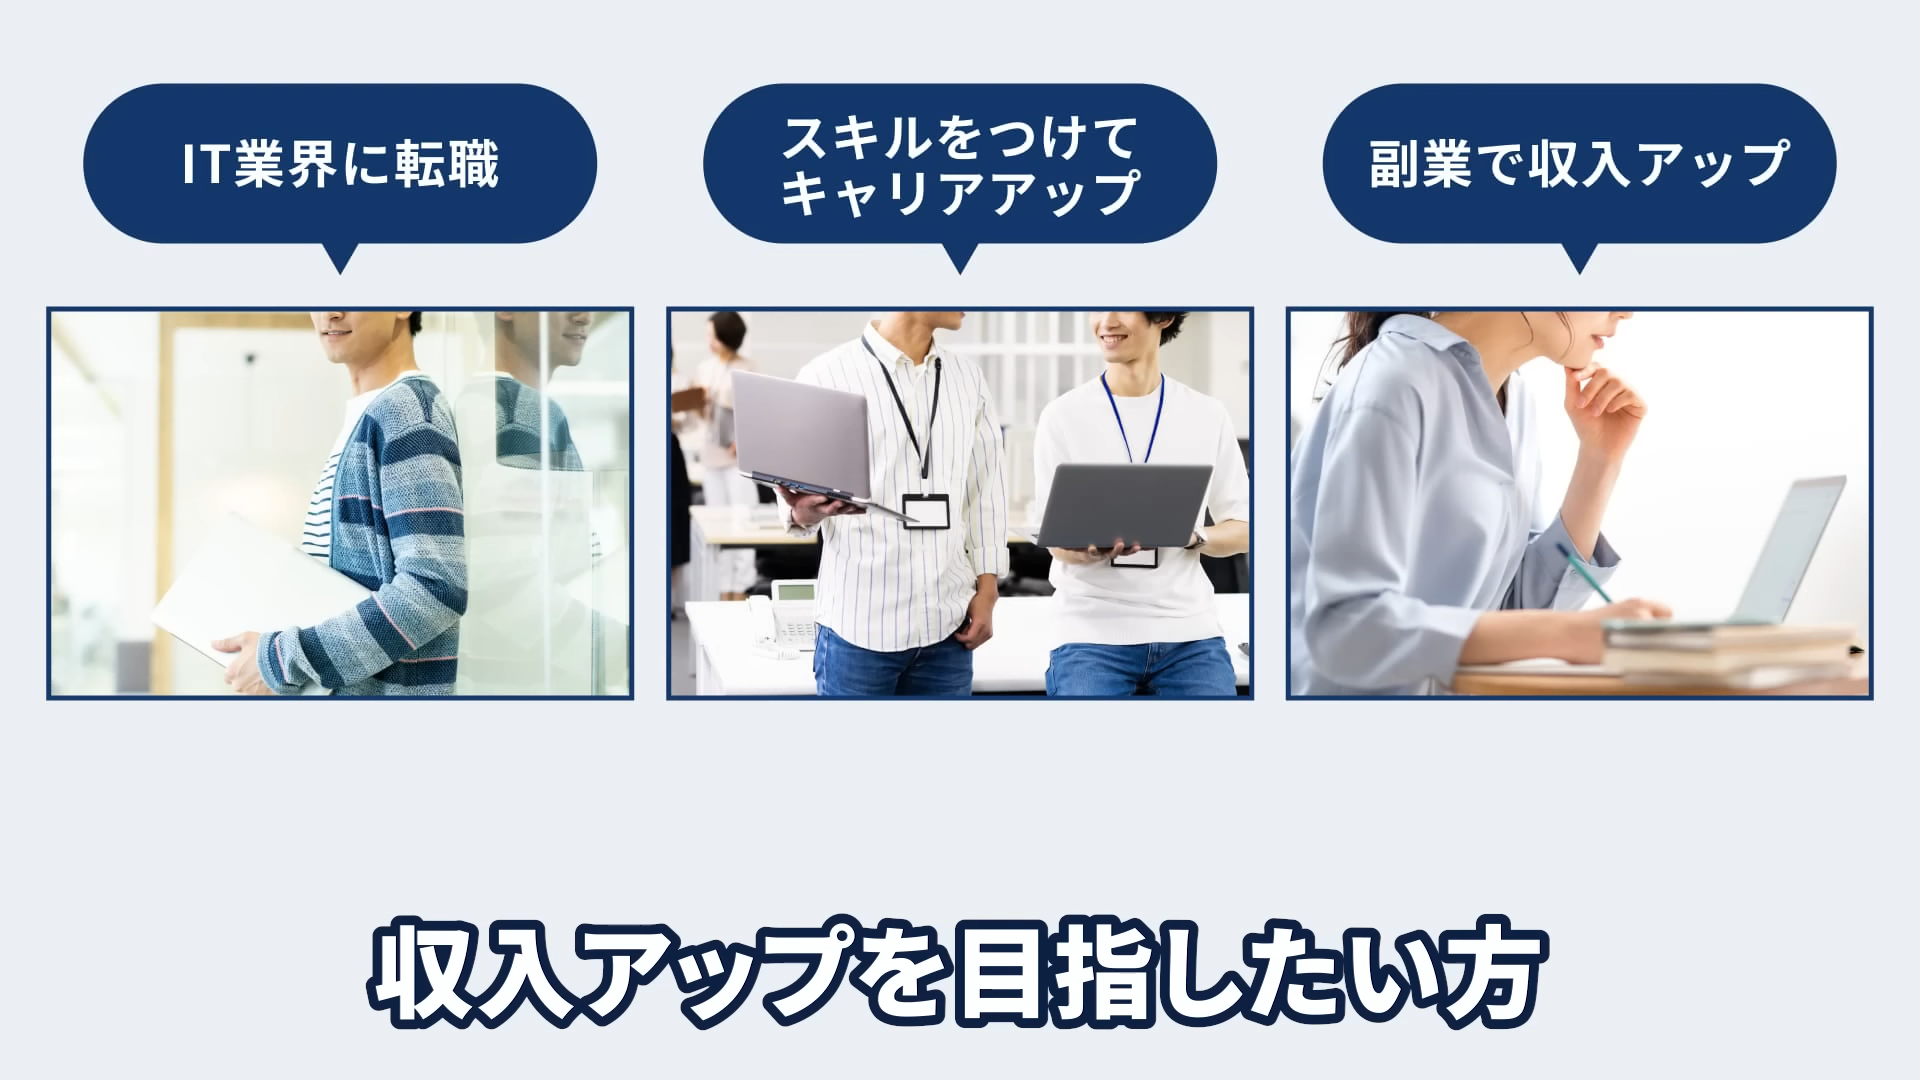 IT業界に転職
スキルをつけて
キャリアアップ
副業で収入アップ
収入アップを目指したい方